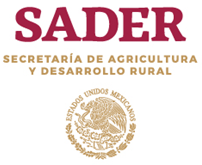 SADER
SECRETARÍA DE AGRICULTURA
Y DESARROLLO RURAL
ESTADOS UNIDOS MEXICANOS